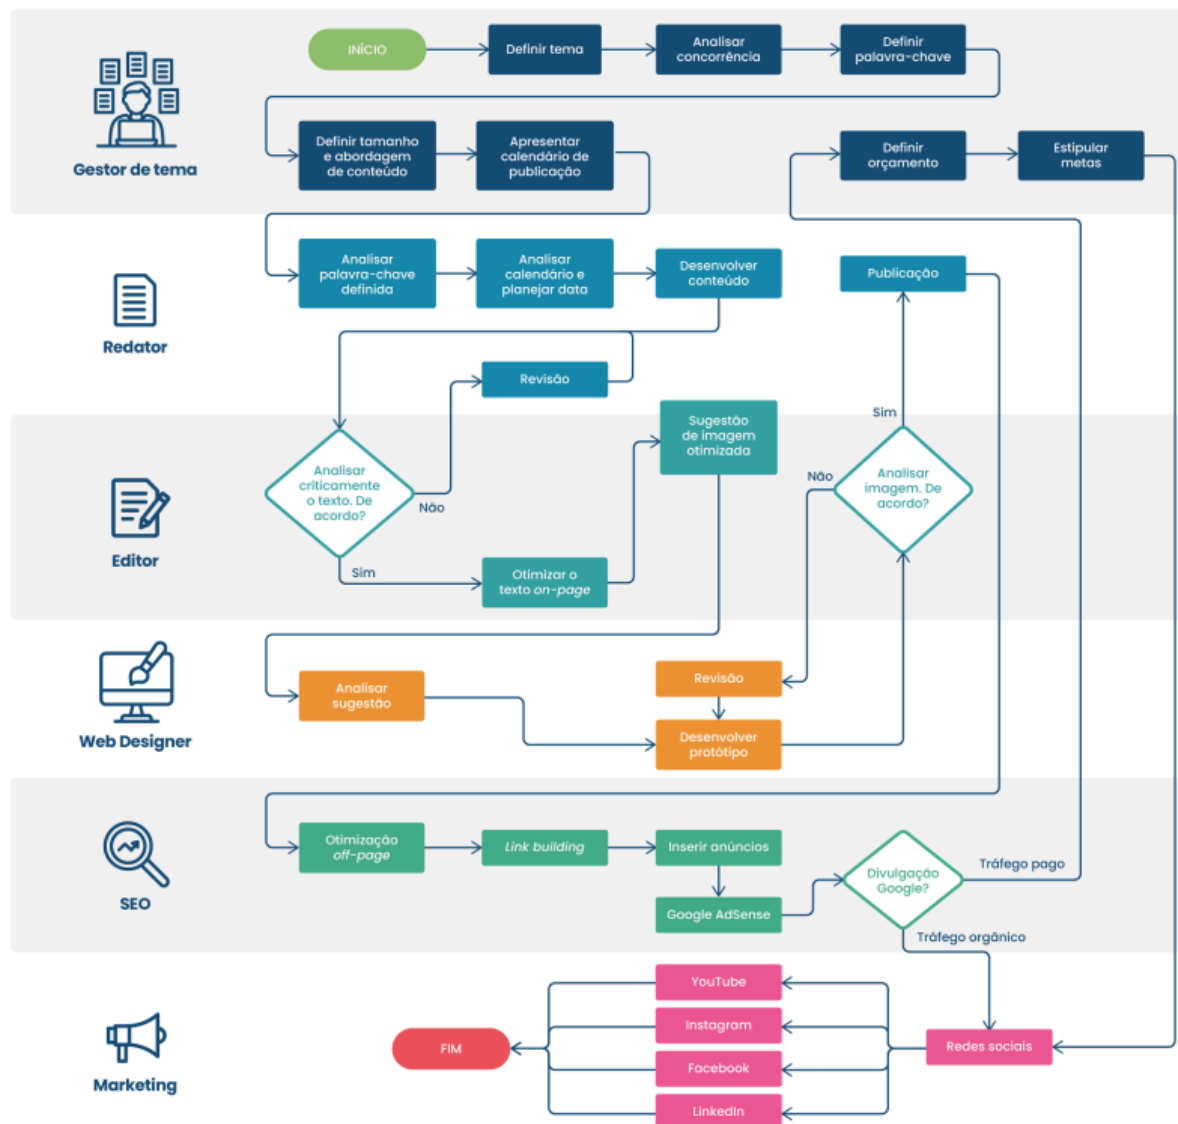 INÍCIO
Definir tema
Analisar
concorrência
Definir
palavra-chave
Gestor de tema
Definir tamanho
e abordagem
de conteúdo
Apresentar
calendário de
publicação
Definir
orçamento
Estipular
metas
Redator
Analisar
palavra-chave
definida
Analisar
calendário e
planejar data
Desenvolver
conteúdo
Publicação
Revisão
Editor
Analisar
criticamente
o texto. De
acordo?
Não
Sim
Otimizar o
texto on-page
Sugestão
de imagem
otimizada
Sim
Não
Analisar
imagem. De
acordo?
Web Designer
Analisar
sugestão
Revisão
Desenvolver
protótipo
SEO
Otimização
off-page
Link building
Inserir anúncios
Google AdSense
Divulgação
Google?
Tráfego pago
Tráfego orgânico
Marketing
FIM
YouTube
Instagram
Facebook
LinkedIn
Redes sociais